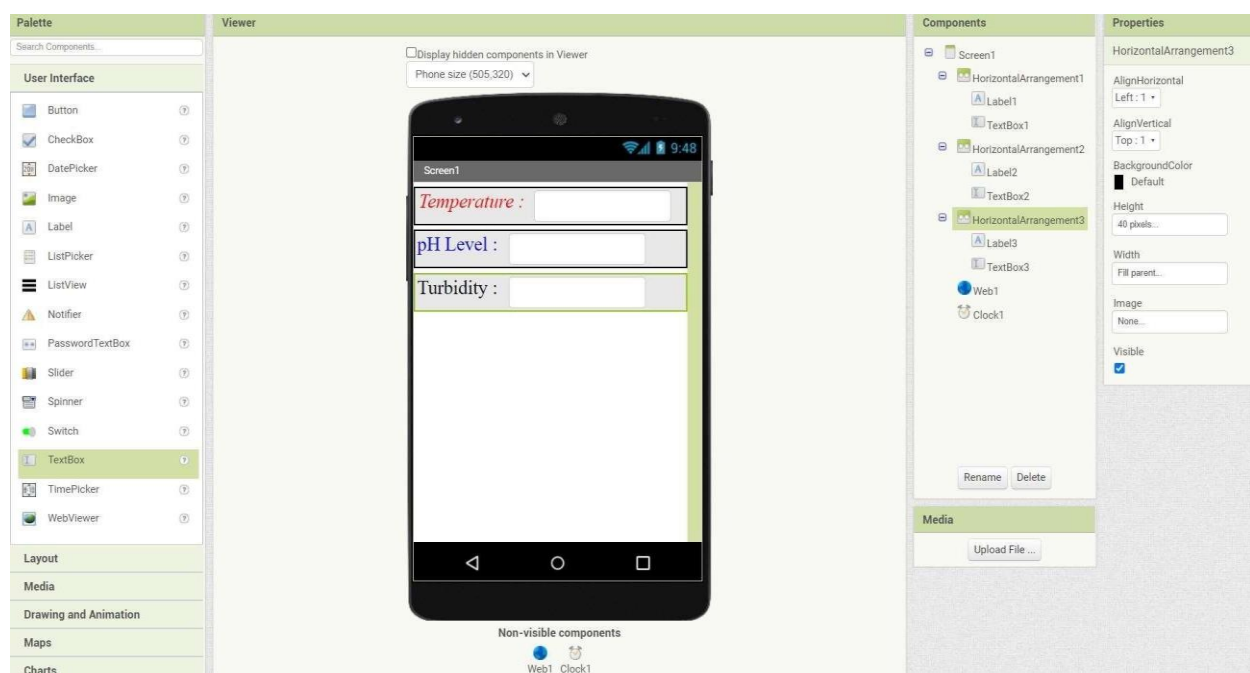 Palette
Search Components...
User Interface
Button
CheckBox
DatePicker
Image
Label
ListPicker
ListView
Notifier
PasswordTextBox
Slider
Spinner
Switch
TextBox
TimePicker
WebViewer
Layout
Media
Drawing and Animation
Maps
Charts
Viewer
Display hidden components in Viewer
Phone size (505,320)
9:48
Screen1
Temperature :
pH Level :
Turbidity :
Non-visible components
Web1 Clock1
Components
Screen1
HorizontalArrangement1
Label1
TextBox1
HorizontalArrangement2
Label2
TextBox2
HorizontalArrangement3
Label3
TextBox3
Web1
Clock1
Rename Delete
Media
Upload File ...
Properties
HorizontalArrangement3
AlignHorizontal
Left : 1
AlignVertical
Top : 1
BackgroundColor
Default
Height
40 pixels...
Width
Fill parent...
Image
None...
Visible